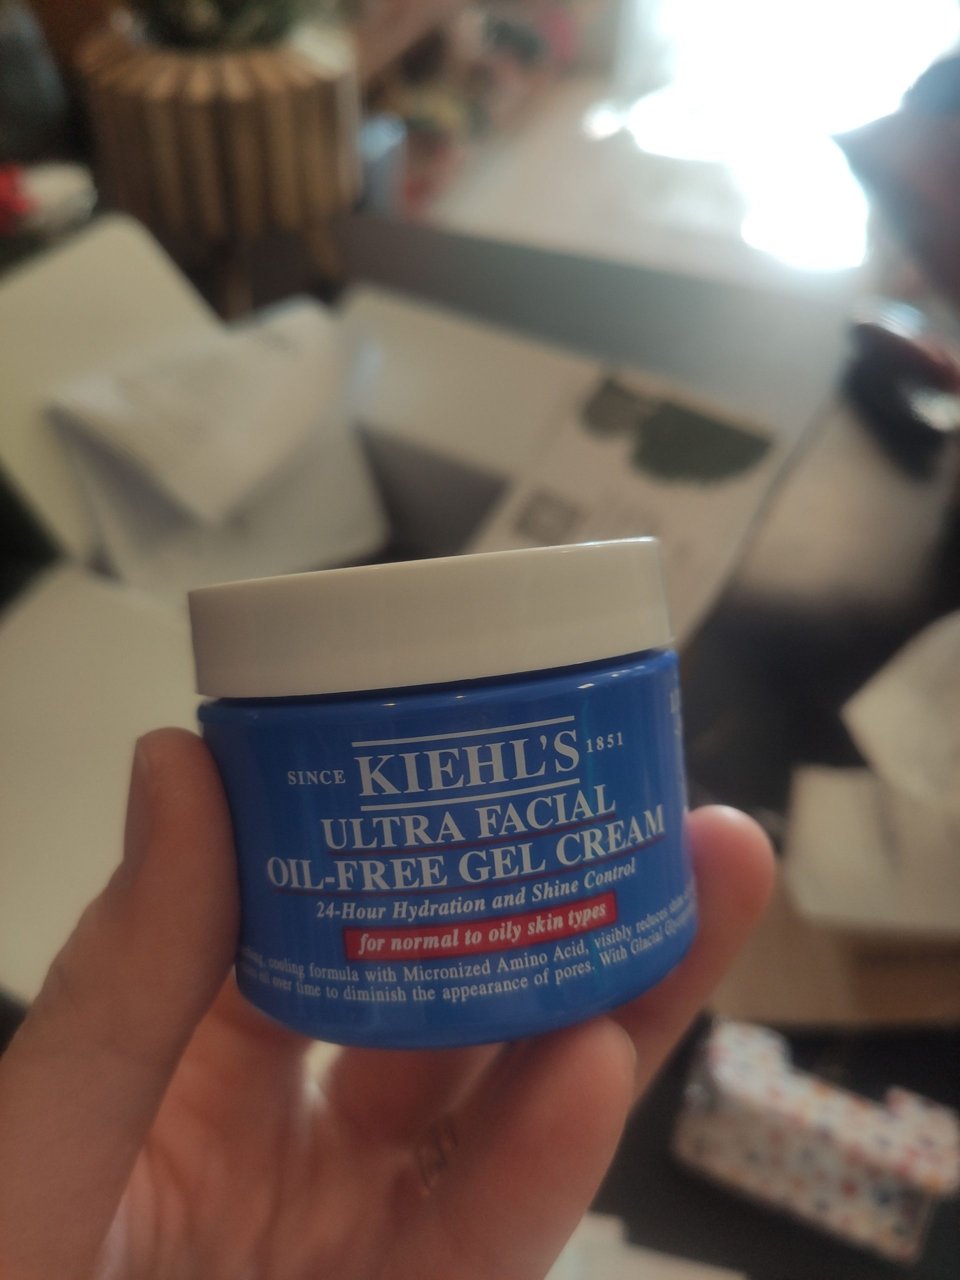 SINCE KIEHL'S 1851
ULTRA FACIAL
OIL-FREE GEL CREAM
24-Hour Hydration and Shine Control
for normal to oily skin types
cooling formula with Micronized Amino Acid, visibly reduces
over time to diminish the appearance of pores. With Glacial